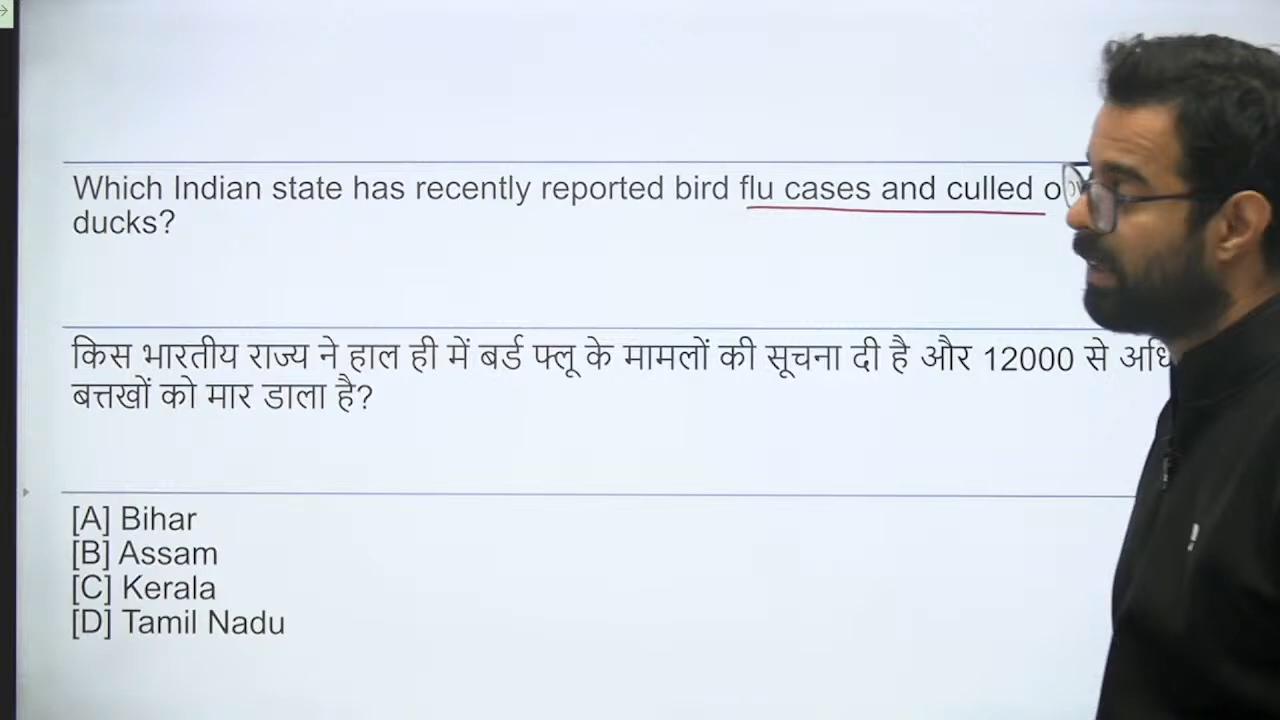 Which Indian state has recently reported bird flu cases and culled
ducks?
किस भारतीय राज्य ने हाल ही में बर्ड फ्लू के मामलों की सूचना दी है और 12000 से
बत्तखों को मार डाला है?
[A] Bihar
[B] Assam
[C] Kerala
[D] Tamil Nadu